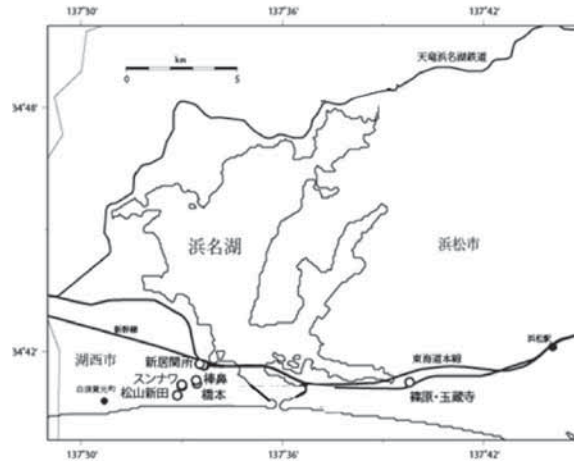 137°30' 137°36' 137°42'
km
0 5
天竜浜名湖鉄道
34°48'
浜名湖
浜松市
新幹線
浜松駅
34°42'
湖西市
新居関所
東海道本線
スンナワ
棒鼻
白須賀元町
松山新田
橋本
篠原・玉蔵寺
137°30' 137°36' 137°42'